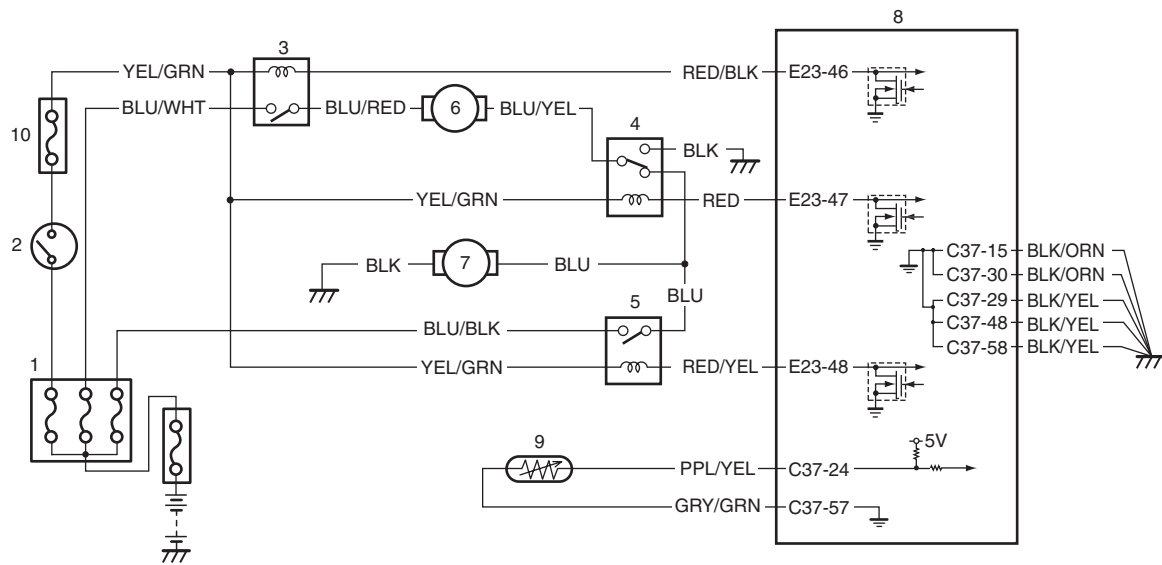 8
3
YEL/GRN
RED/BLK
E23-46
BLU/WHT
BLU/RED
6
BLU/YEL
10
4
BLK
YEL/GRN
RED
E23-47
2
C37-15
BLK/ORN
BLK
7
BLU
C37-30
BLK/ORN
BLU
C37-29
BLK/YEL
5
BLU/BLK
C37-48
BLK/YEL
C37-58
BLK/YEL
1
YEL/GRN
RED/YEL
E23-48
9
5V
PPL/YEL
C37-24
GRY/GRN
C37-57